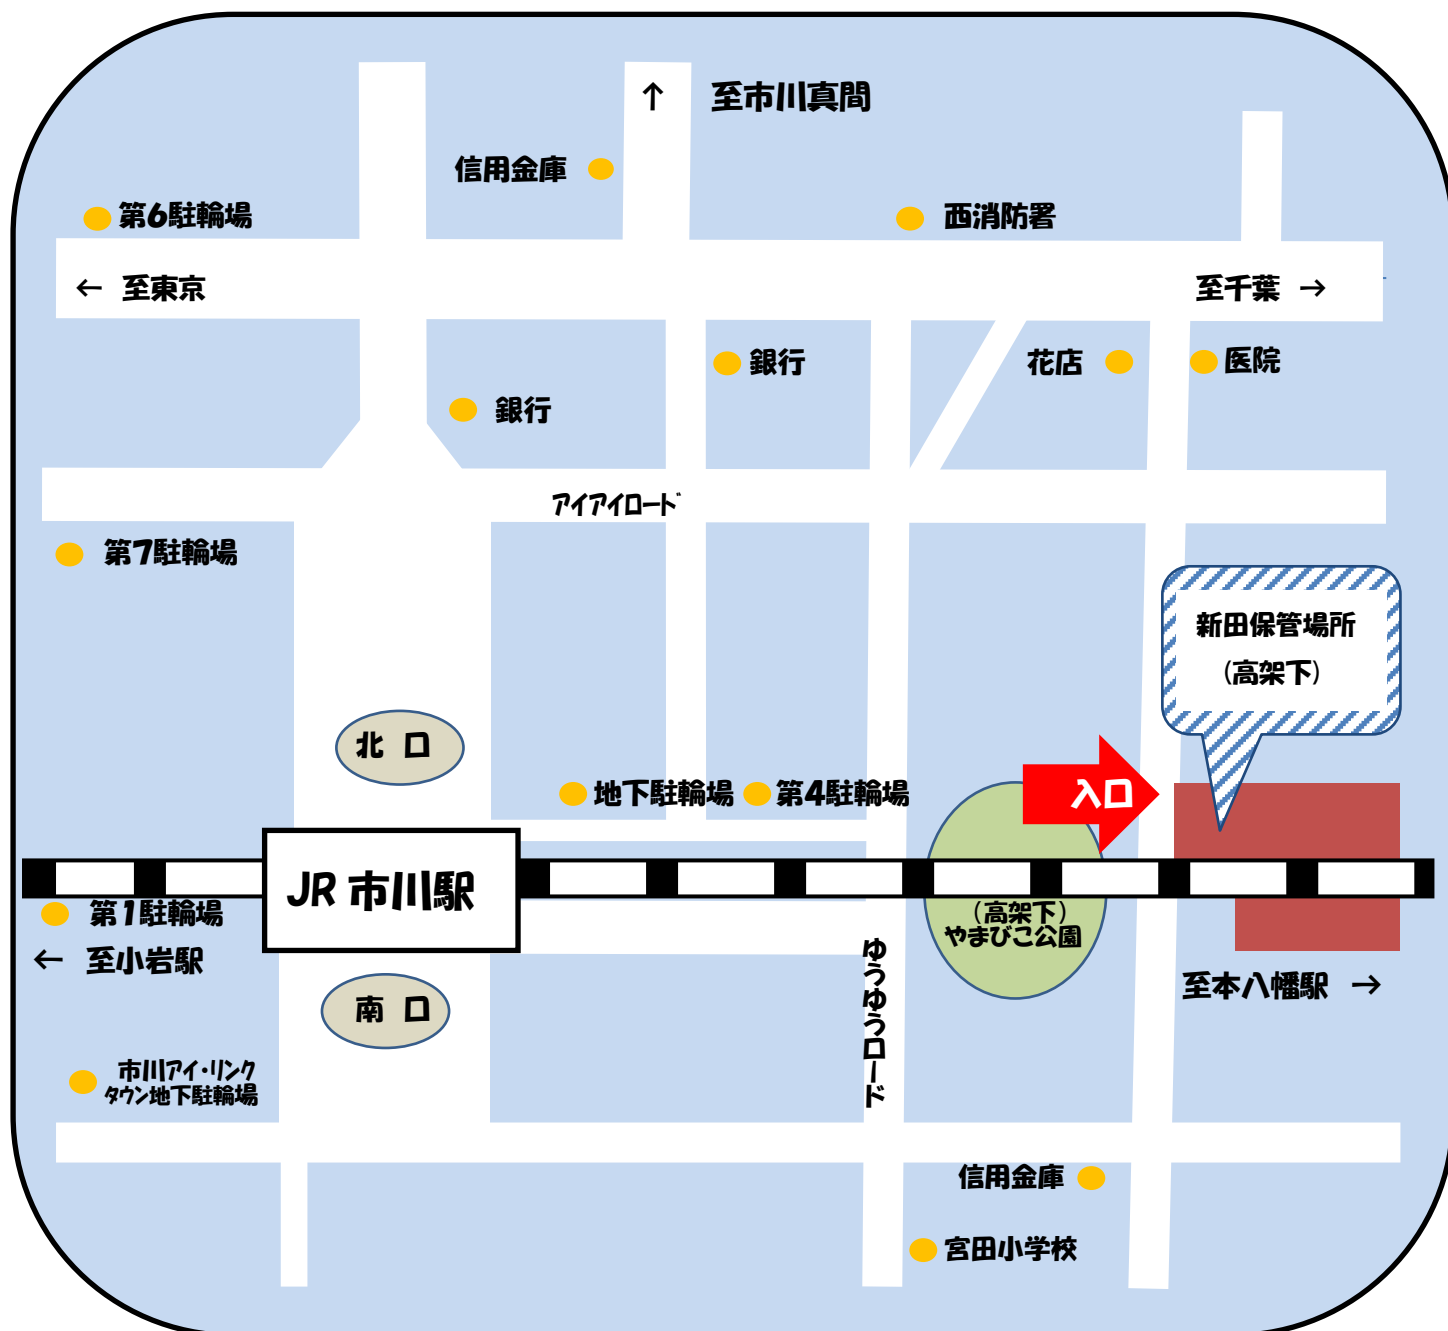 ↑ 至市川真間
信用金庫
第6駐輪場
西消防署
← 至東京
至千葉 →
銀行
花店
医院
銀行
アイアイロード
第7駐輪場
新田保管場所
(高架下)
北 口
地下駐輪場
第4駐輪場
入口
JR 市川駅
第1駐輪場
(高架下)
やまびこ公園
← 至小岩駅
ゆうゆうロード
至本八幡駅 →
南 口
市川アイ・リンク
タウン地下駐輪場
信用金庫
宮田小学校